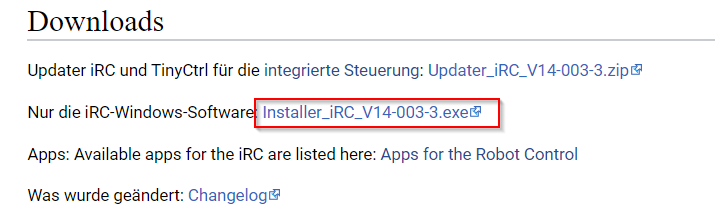 Downloads
Updater iRC und TinyCtrl für die integrierte Steuerung: Updater_iRC_V14-003-3.zip
Nur die iRC-Windows-Software: Installer_iRC_V14-003-3.exe
Apps: Available apps for the iRC are listed here: Apps for the Robot Control
Was wurde geändert: Changelog